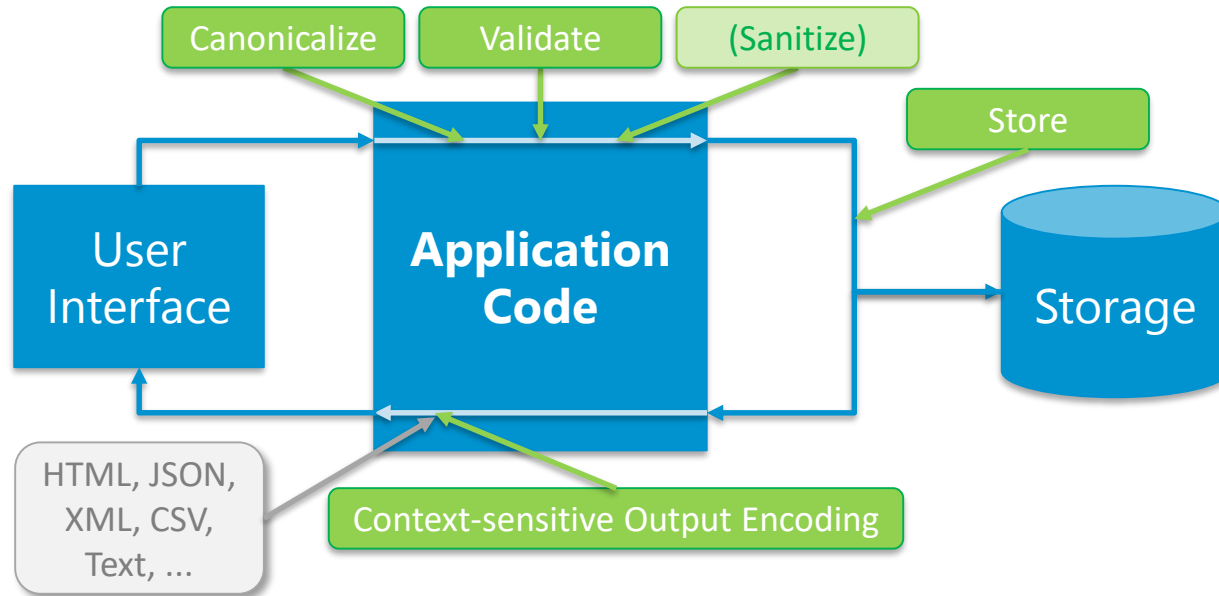 Canonicalize
Validate
(Sanitize)
Store
User
Interface
Application
Code
Storage
HTML, JSON,
XML, CSV,
Text, ...
Context-sensitive Output Encoding